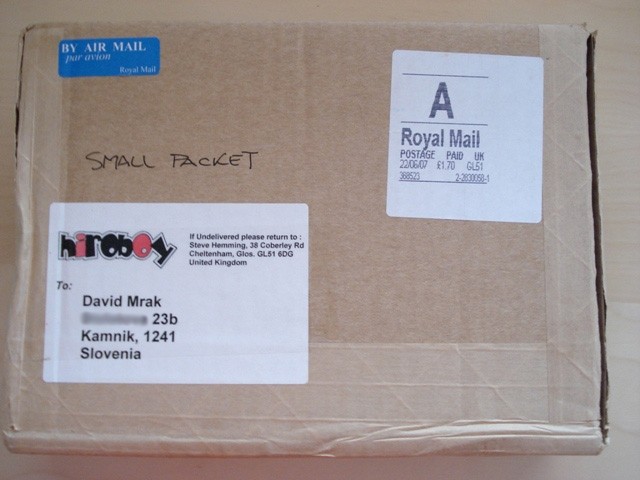 BY AIR MAIL
par avion
Royal Mail
A
Royal Mail
POSTAGE PAID UK
22/06/07 £1.70 GL51
368523 2-2830050-1
SMALL PACKET
hiroboy
If Undelivered please return to :
Steve Hemming, 38 Coberley Rd
Cheltenham, Glos. GL51 6DG
United Kingdom
To:
David Mrak
23b
Kamnik, 1241
Slovenia